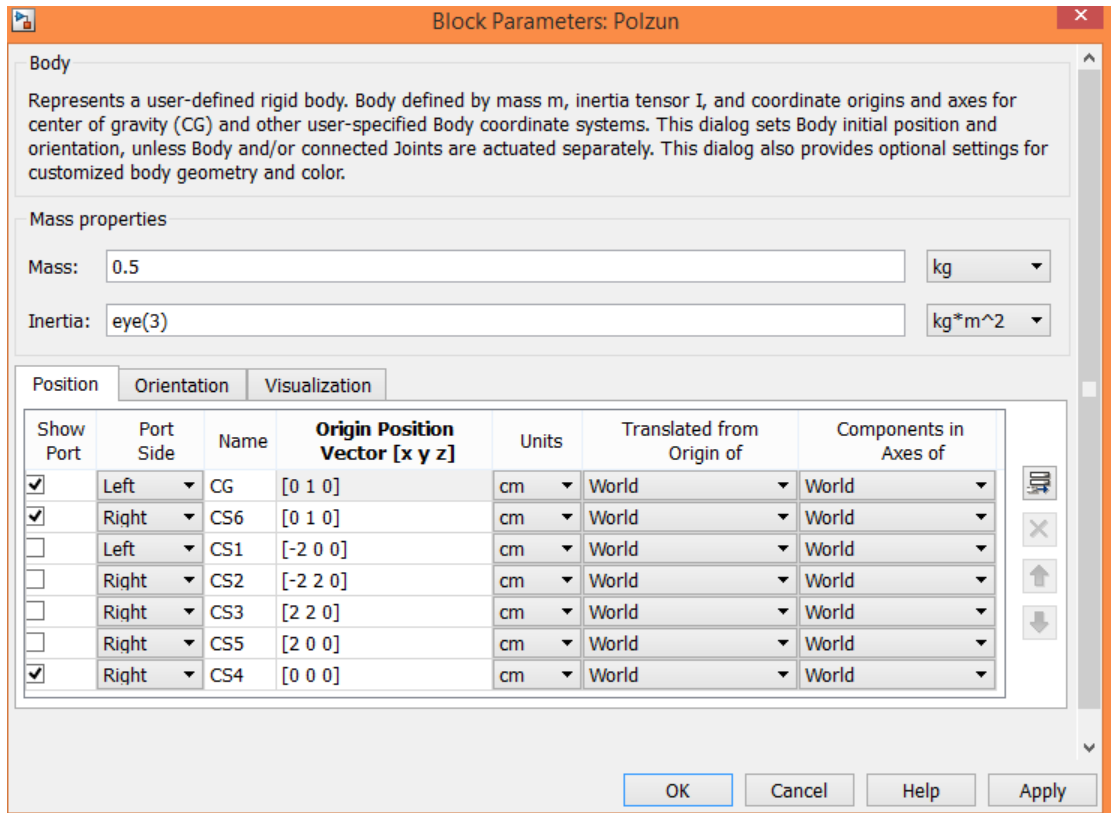 Block Parameters: Polzun
Body
Represents a user-defined rigid body. Body defined by mass m, inertia tensor I, and coordinate origins and axes for
center of gravity (CG) and other user-specified Body coordinate systems. This dialog sets Body initial position and
orientation, unless Body and/or connected Joints are actuated separately. This dialog also provides optional settings for
customized body geometry and color.
Mass properties
Mass: 0.5 kg
Inertia: eye(3) kg*m^2
Position Orientation Visualization
Show Port Port Side Name Origin Position Vector [x y z] Units Translated from Origin of Components in Axes of
Left CG [0 1 0] cm World World
Right CS6 [0 1 0] cm World World
Left CS1 [-2 0 0] cm World World
Right CS2 [-2 2 0] cm World World
Right CS3 [2 2 0] cm World World
Right CS5 [2 0 0] cm World World
Right CS4 [0 0 0] cm World World
OK Cancel Help Apply